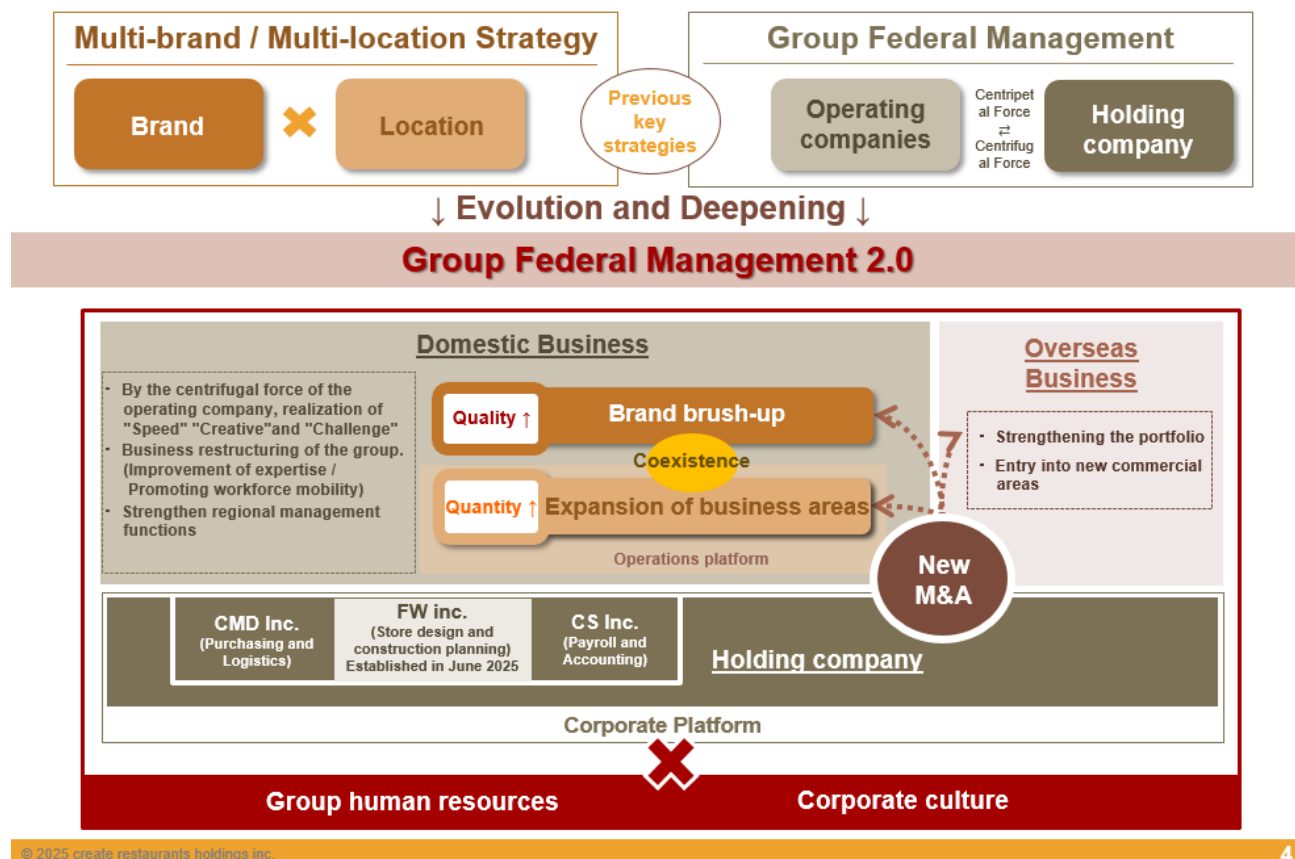 Multi-brand / Multi-location Strategy
Brand
Location
Previous
key
strategies
Group Federal Management
Operating
companies
Centripet
al Force
⇄
Centrifug
al Force
Holding
company
↓ Evolution and Deepening ↓
Group Federal Management 2.0
Domestic Business
- By the centrifugal force of the
operating company, realization of
"Speed" "Creative"and "Challenge"
- Business restructuring of the group.
(Improvement of expertise /
Promoting workforce mobility)
- Strengthen regional management
functions
Quality ↑
Brand brush-up
Coexistence
Quantity ↑
Expansion of business areas
Operations platform
Overseas
Business
- Strengthening the portfolio
- Entry into new commercial
areas
New
M&A
CMD Inc.
(Purchasing and
Logistics)
FW inc.
(Store design and
construction planning)
Established in June 2025
CS Inc.
(Payroll and
Accounting)
Holding company
Corporate Platform
Group human resources
Corporate culture
© 2025 create restaurants holdings inc.
4